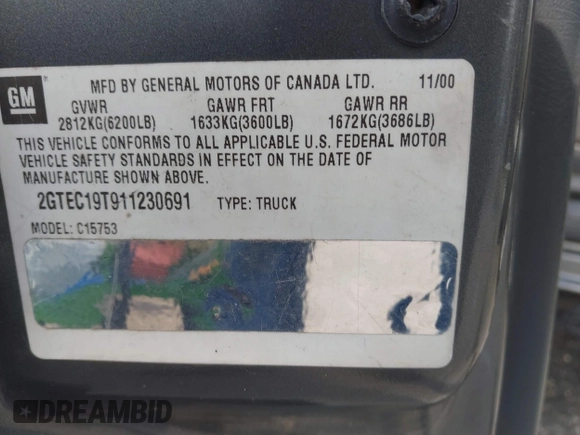 GM
MFD BY GENERAL MOTORS OF CANADA LTD. 11/00
GVWR GAWR FRT GAWR RR
2812KG(6200LB) 1633KG(3600LB) 1672KG(3686LB)
THIS VEHICLE CONFORMS TO ALL APPLICABLE U.S. FEDERAL MOTOR
VEHICLE SAFETY STANDARDS IN EFFECT ON THE DATE OF
MANUFACTURE SHOWN ABOVE.
2GTEC19T911230691 TYPE: TRUCK
MODEL: C15753
DREAMBID